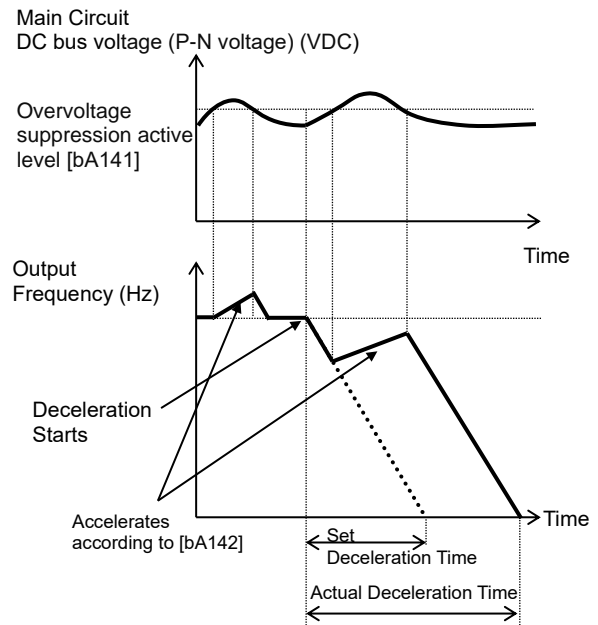 Main Circuit
DC bus voltage (P-N voltage) (VDC)
Overvoltage
suppression active
level [bA141]
Time
Output
Frequency (Hz)
Deceleration
Starts
Accelerates
according to [bA142]
Time
Set
Deceleration Time
Actual Deceleration Time